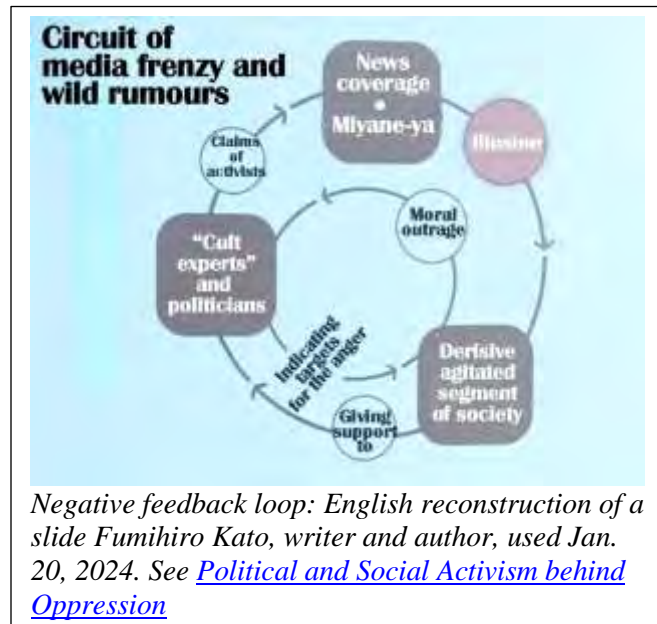 Circuit of
media frenzy and
wild rumours
News
coverage
•
Miyane-ya
Illusion
Claims
of
activists
Moral
outrage
"Cult
experts"
and
politicians
Indicating
targets
for the anger
Derisive
agitated
segment
of society
Giving
support
to
Negative feedback loop: English reconstruction of a
slide Fumihiro Kato, writer and author, used Jan.
20, 2024. See Political and Social Activism behind
Oppression